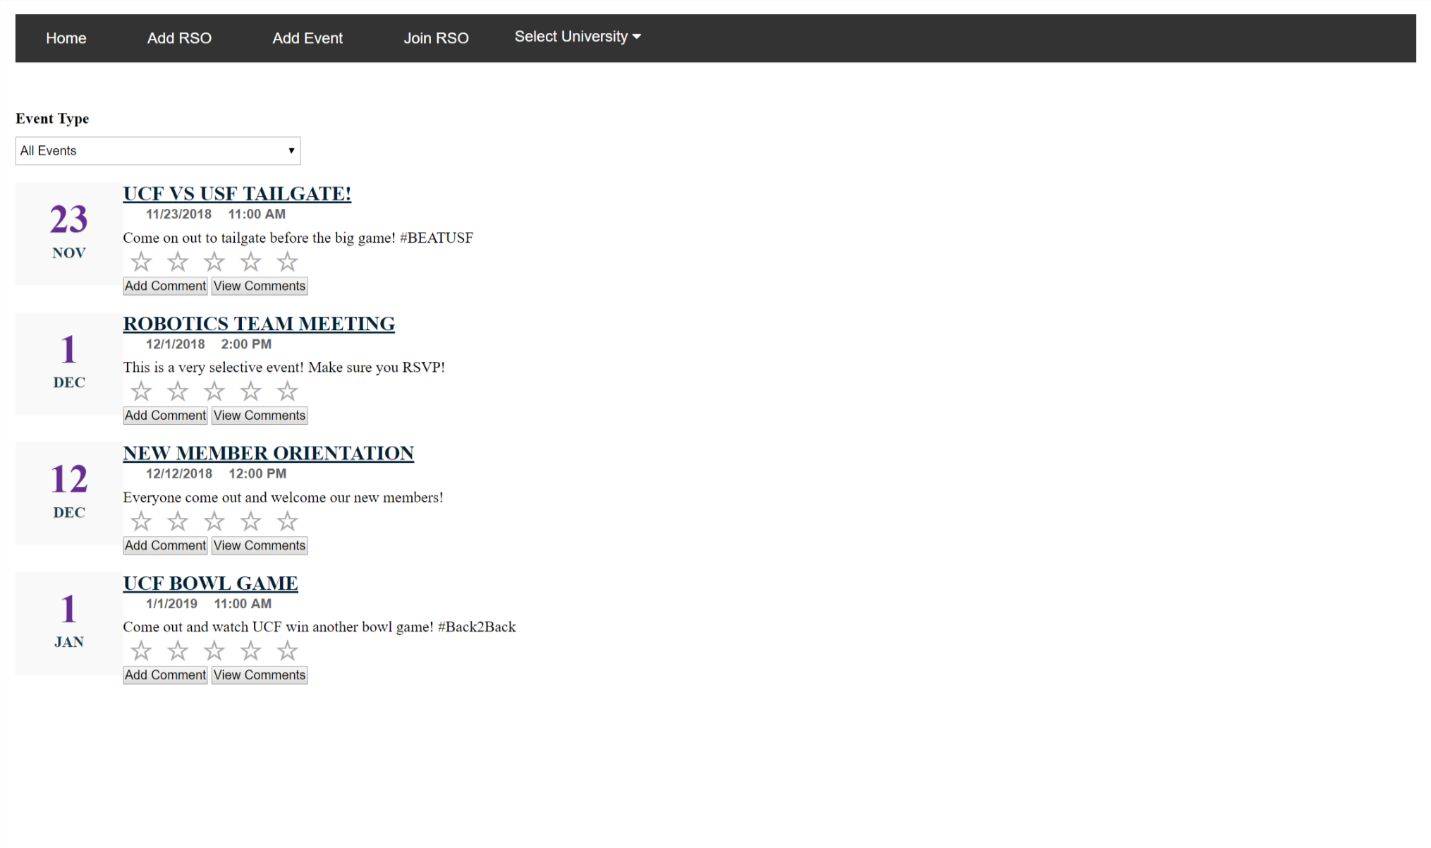 Home Add RSO Add Event Join RSO Select University
Event Type
All Events
23
NOV
UCF VS USF TAILGATE!
11/23/2018 11:00 AM
Come on out to tailgate before the big game! #BEATUSF
Add Comment View Comments
1
DEC
ROBOTICS TEAM MEETING
12/1/2018 2:00 PM
This is a very selective event! Make sure you RSVP!
Add Comment View Comments
12
DEC
NEW MEMBER ORIENTATION
12/12/2018 12:00 PM
Everyone come out and welcome our new members!
Add Comment View Comments
1
JAN
UCF BOWL GAME
1/1/2019 11:00 AM
Come out and watch UCF win another bowl game! #Back2Back
Add Comment View Comments